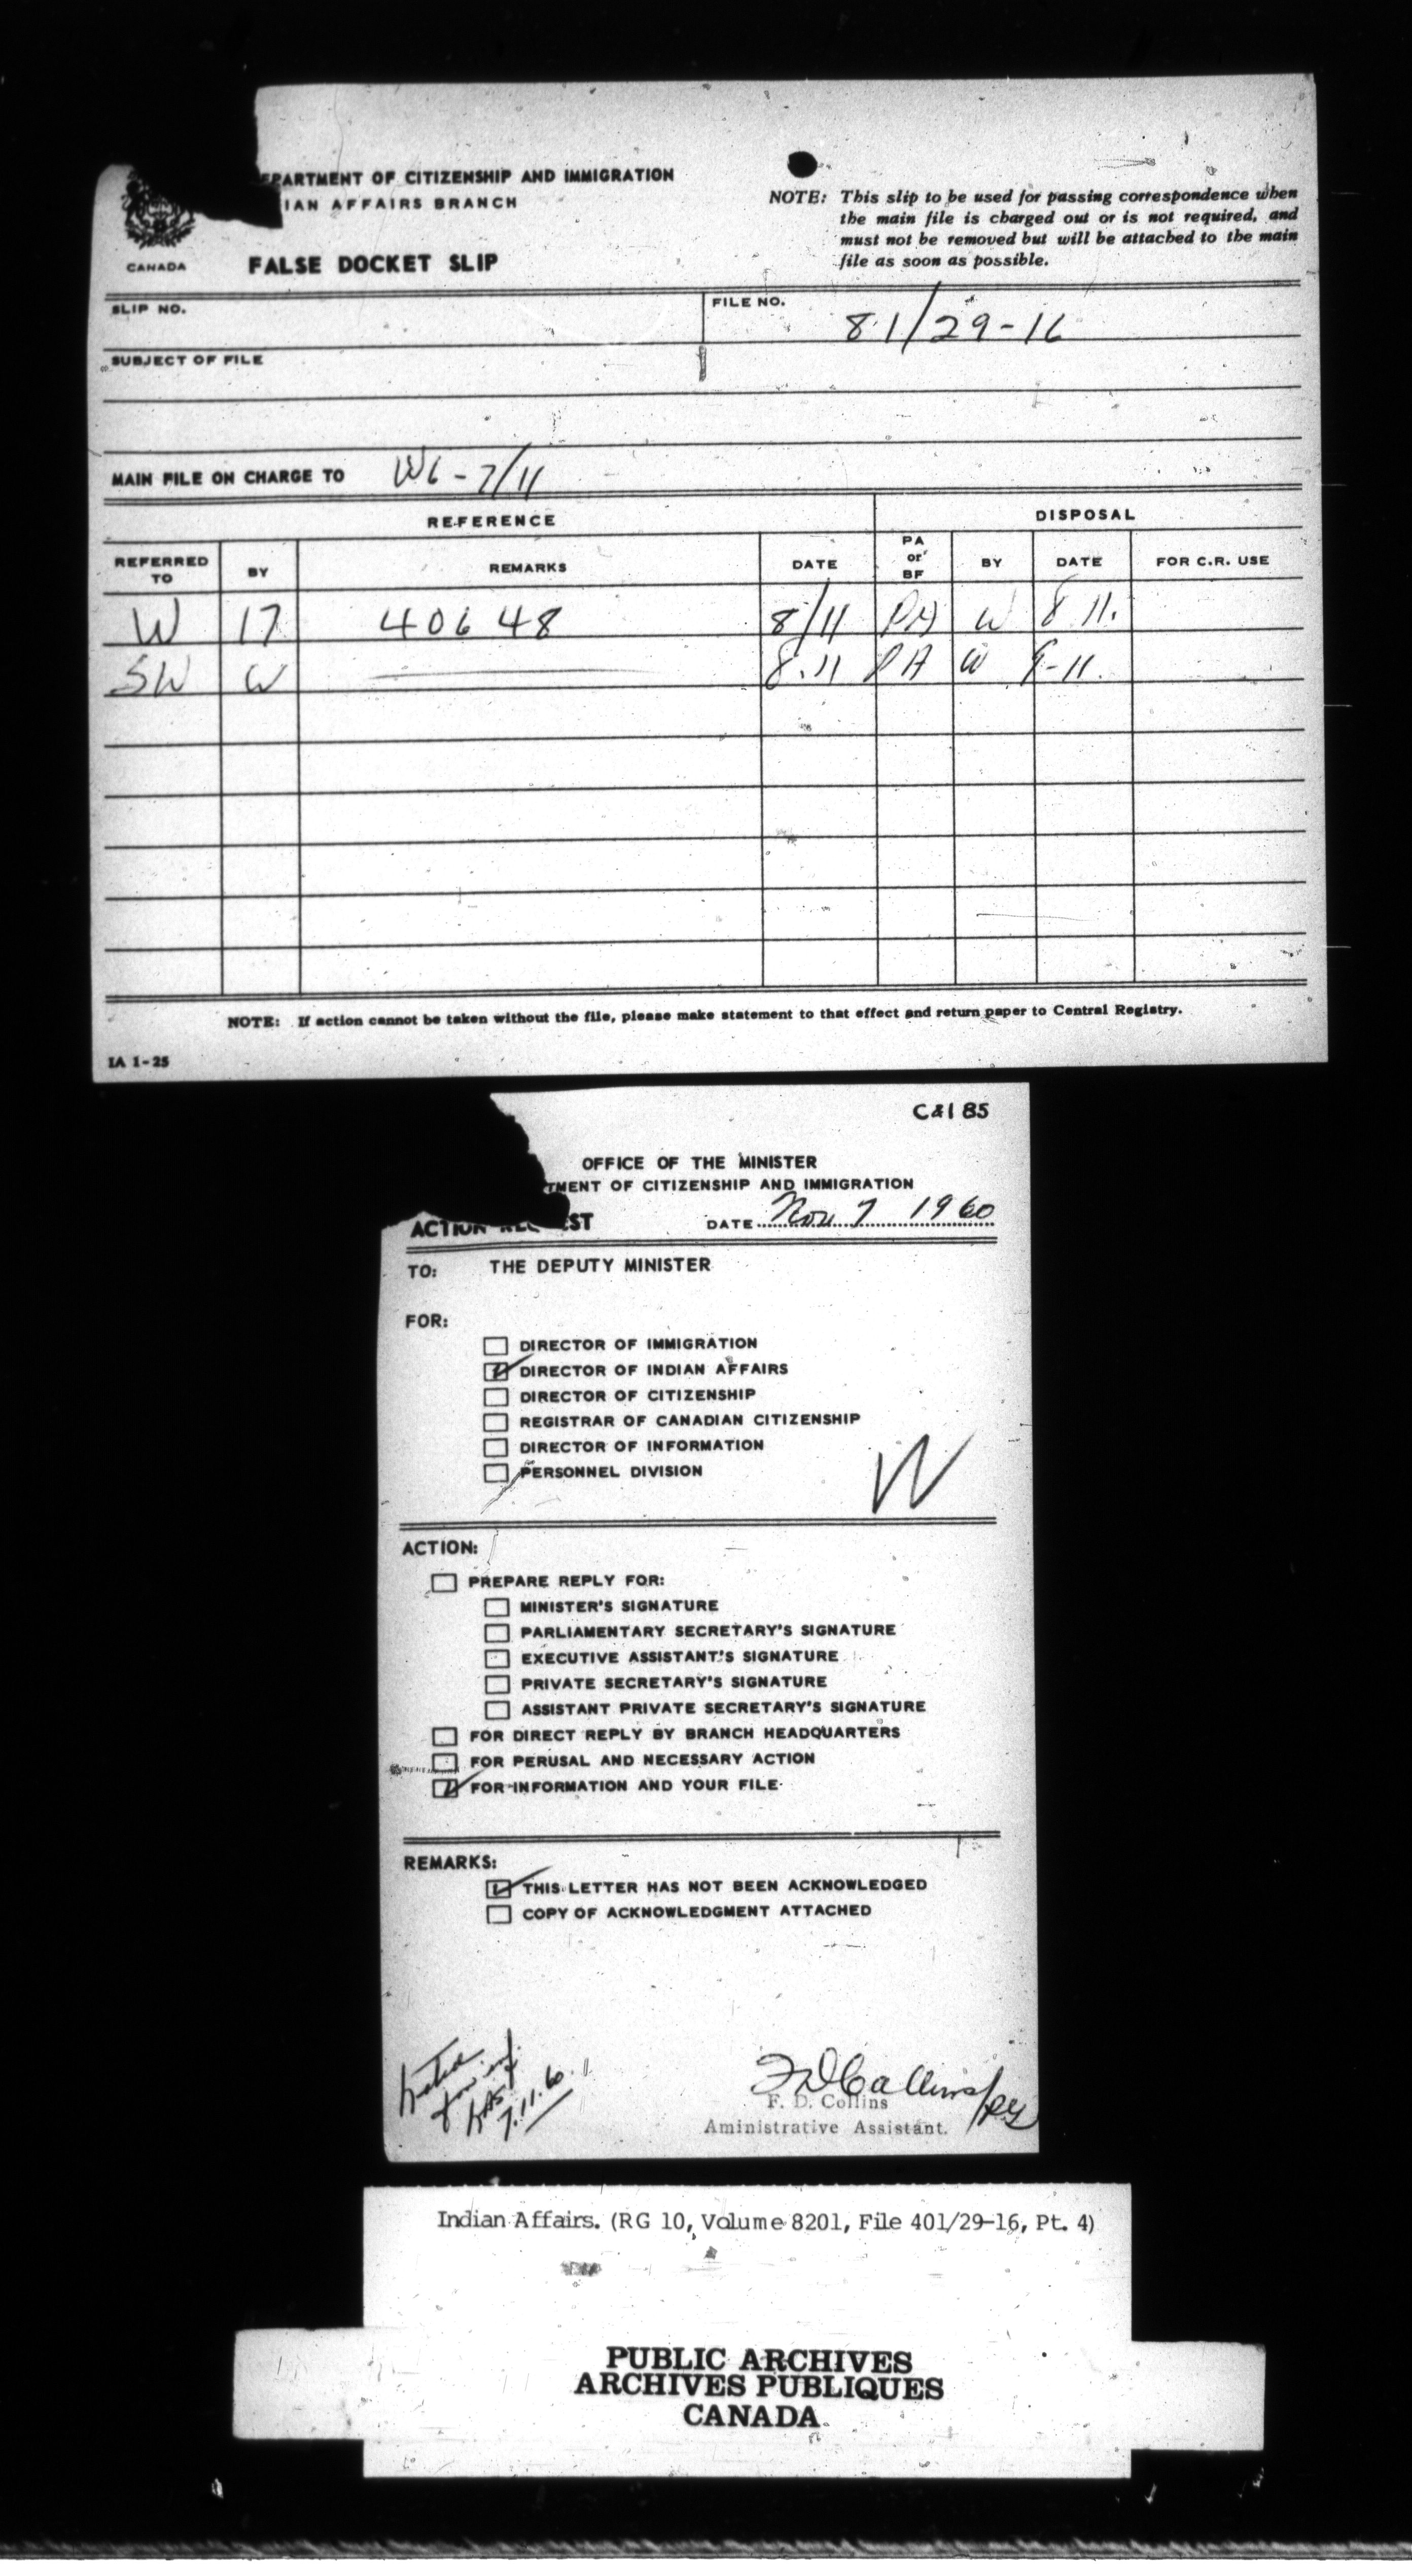 EPARTMENT OF CITIZENSHIP AND IMMIGRATION
IAN AFFAIRS BRANCH
CANADA
FALSE DOCKET SLIP
NOTE: This slip to be used for passing correspondence when
the main file is charged out or is not required, and
must not be removed but will be attached to the main
file as soon as possible.
SLIP NO.
FILE NO. 81/29-16
SUBJECT OF FILE
MAIN FILE ON CHARGE TO W6-7/11
REFERENCE DISPOSAL
REFERRED TO BY REMARKS DATE PA or BF BY DATE FOR C.R. USE
W 17 40648 8/11 PA W 8 11.
SW W 8.11 PA W 8-11.
NOTE: If action cannot be taken without the file, please make statement to that effect and return paper to Central Registry.
IA 1-25
C&I 85
OFFICE OF THE MINISTER
TMENT OF CITIZENSHIP AND IMMIGRATION
ACTION REQUEST DATE Nov 7 1960
TO: THE DEPUTY MINISTER
FOR:
DIRECTOR OF IMMIGRATION
DIRECTOR OF INDIAN AFFAIRS
DIRECTOR OF CITIZENSHIP
REGISTRAR OF CANADIAN CITIZENSHIP
DIRECTOR OF INFORMATION
PERSONNEL DIVISION
W
ACTION:
PREPARE REPLY FOR:
MINISTER'S SIGNATURE
PARLIAMENTARY SECRETARY'S SIGNATURE
EXECUTIVE ASSISTANT'S SIGNATURE
PRIVATE SECRETARY'S SIGNATURE
ASSISTANT PRIVATE SECRETARY'S SIGNATURE
FOR DIRECT REPLY BY BRANCH HEADQUARTERS
FOR PERUSAL AND NECESSARY ACTION
FOR INFORMATION AND YOUR FILE
REMARKS:
THIS LETTER HAS NOT BEEN ACKNOWLEDGED
COPY OF ACKNOWLEDGMENT ATTACHED
7.11.60
F D Collins
F. D. Collins
Aministrative Assistant.
Indian Affairs. (RG 10, Volume 8201, File 401/29-16, Pt. 4)
PUBLIC ARCHIVES
ARCHIVES PUBLIQUES
CANADA